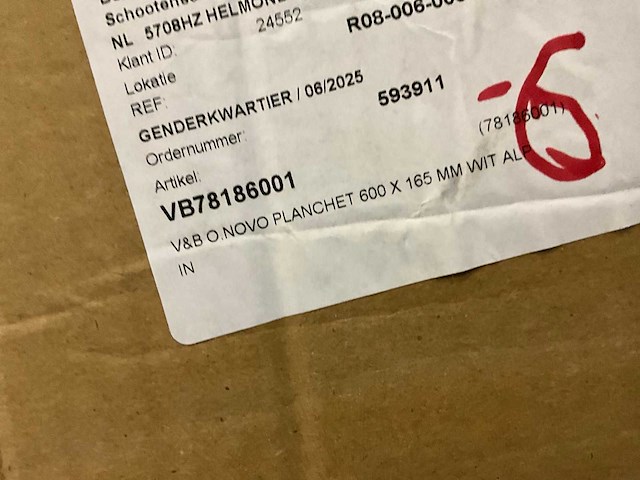 NL 5708HZ HELMOND
Klant ID: 24552 R08-006-00
Lokatie
REF:
GENDERKWARTIER / 06/2025
Ordernummer: 593911
Artikel: (78186001)
VB78186001
V&B O.NOVO PLANCHET 600 X 165 MM WIT ALP
IN
-6